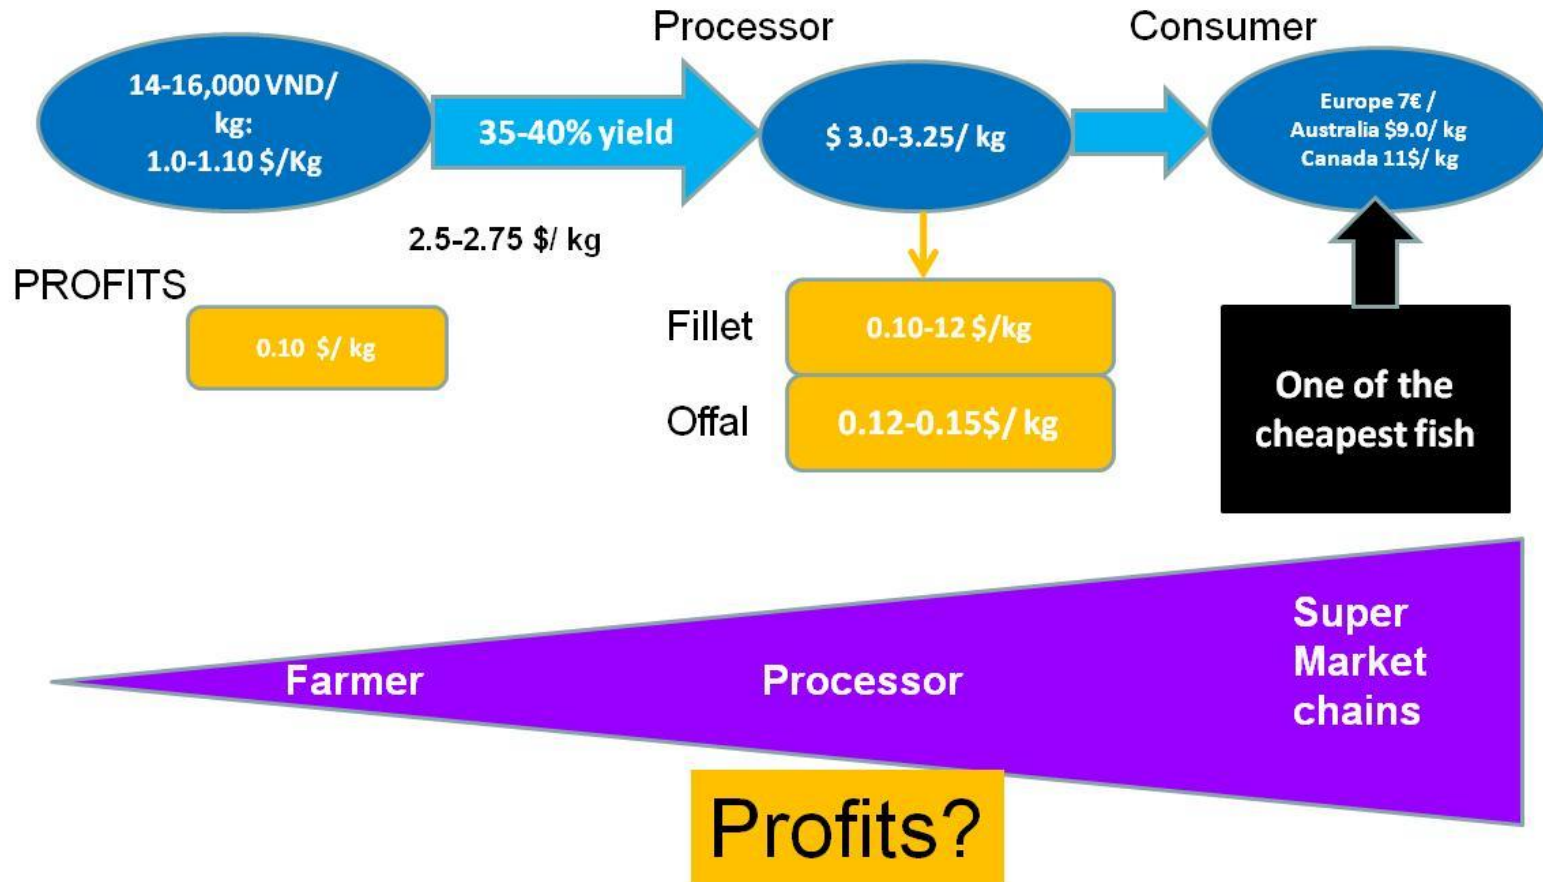 Processor
Consumer
14-16,000 VND/
kg:
1.0-1.10 $/Kg
35-40% yield
$ 3.0-3.25/ kg
Europe 7€ /
Australia $9.0/ kg
Canada 11$/ kg
2.5-2.75 $/ kg
PROFITS
0.10 $/ kg
Fillet
0.10-12 $/kg
Offal
0.12-0.15$/ kg
One of the
cheapest fish
Farmer
Processor
Super
Market
chains
Profits?